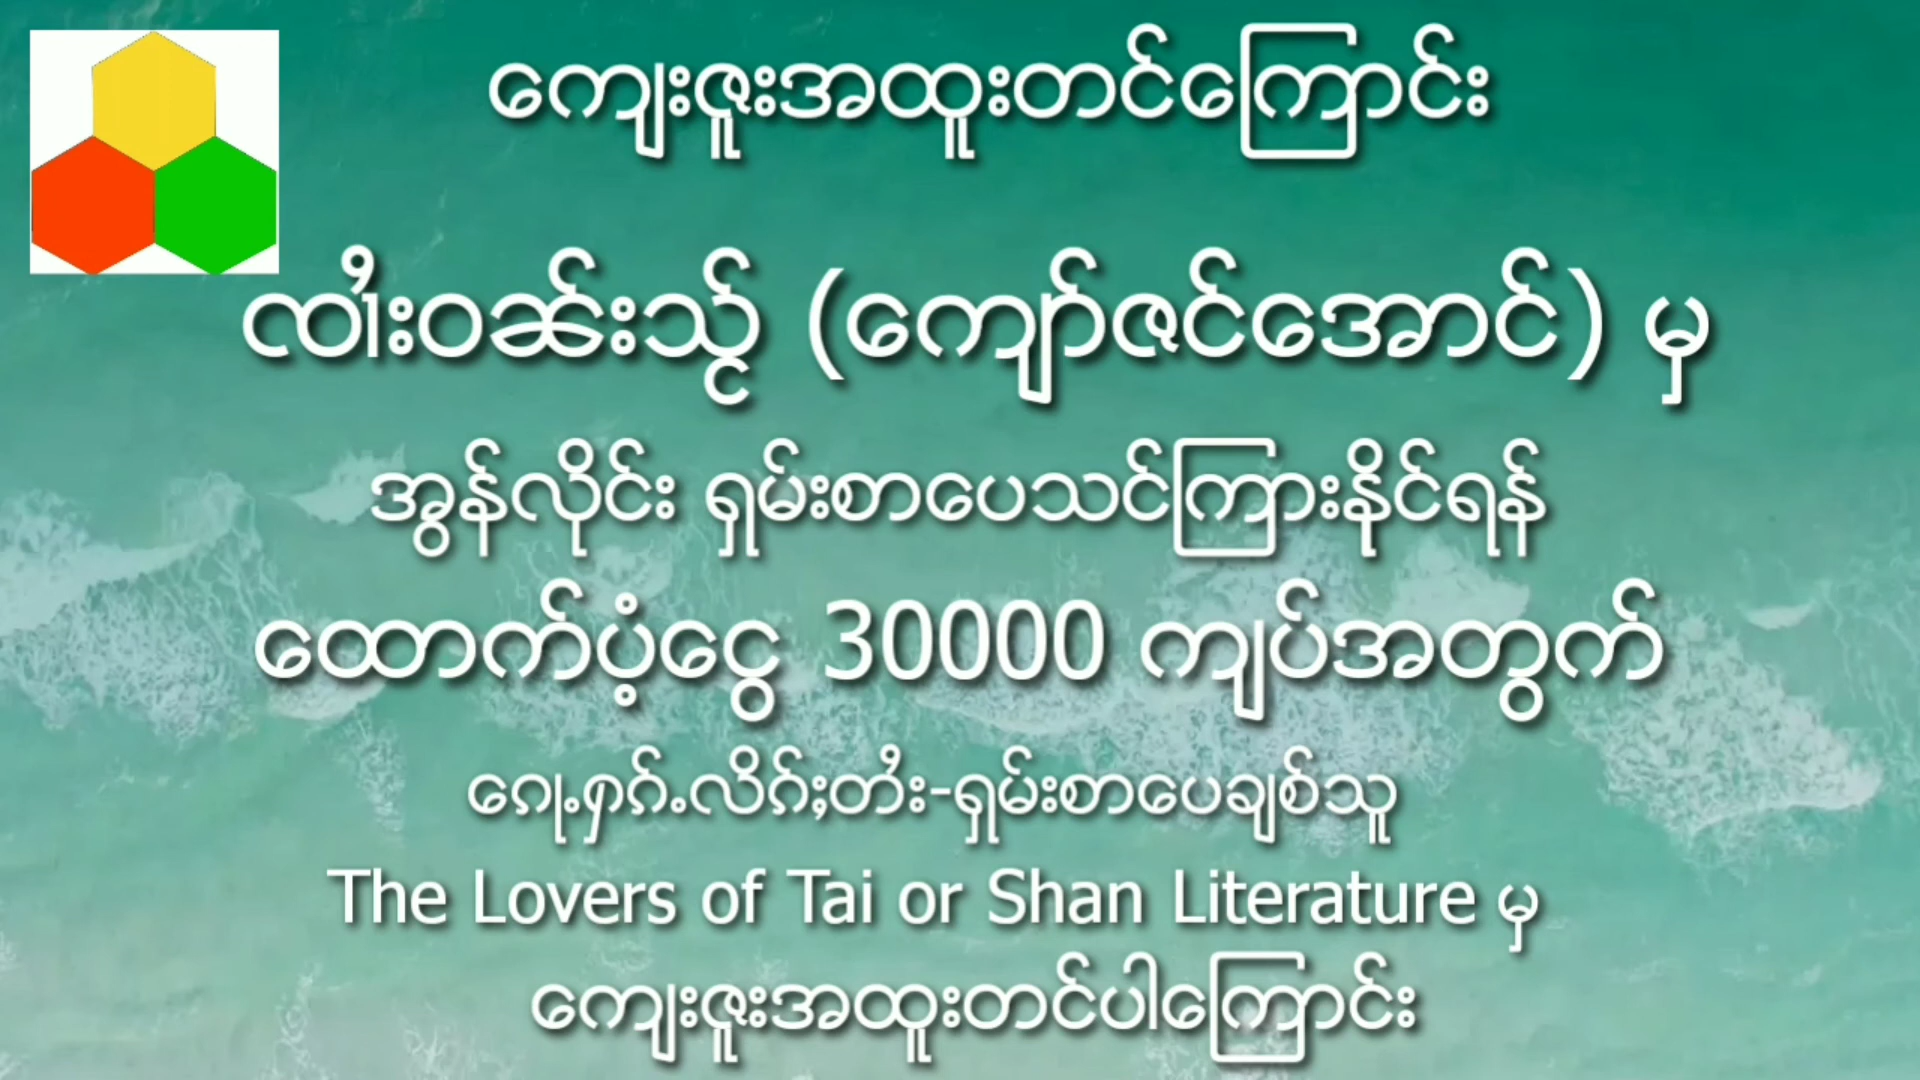 ကျေးဇူးအထူးတင်ကြောင်း
ၸၢႆးဝၼ်းသႂ် (ကျော်ဇင်အောင်) မှ
အွန်လိုင်း ရှမ်းစာပေသင်ကြားနိုင်ရန်
ထောက်ပံ့ငွေ 30000 ကျပ်အတွက်
ၵေႃႉႁၵ်ႉလိၵ်ႈတႆး-ရှမ်းစာပေချစ်သူ
The Lovers of Tai or Shan Literature မှ
ကျေးဇူးအထူးတင်ပါကြောင်း